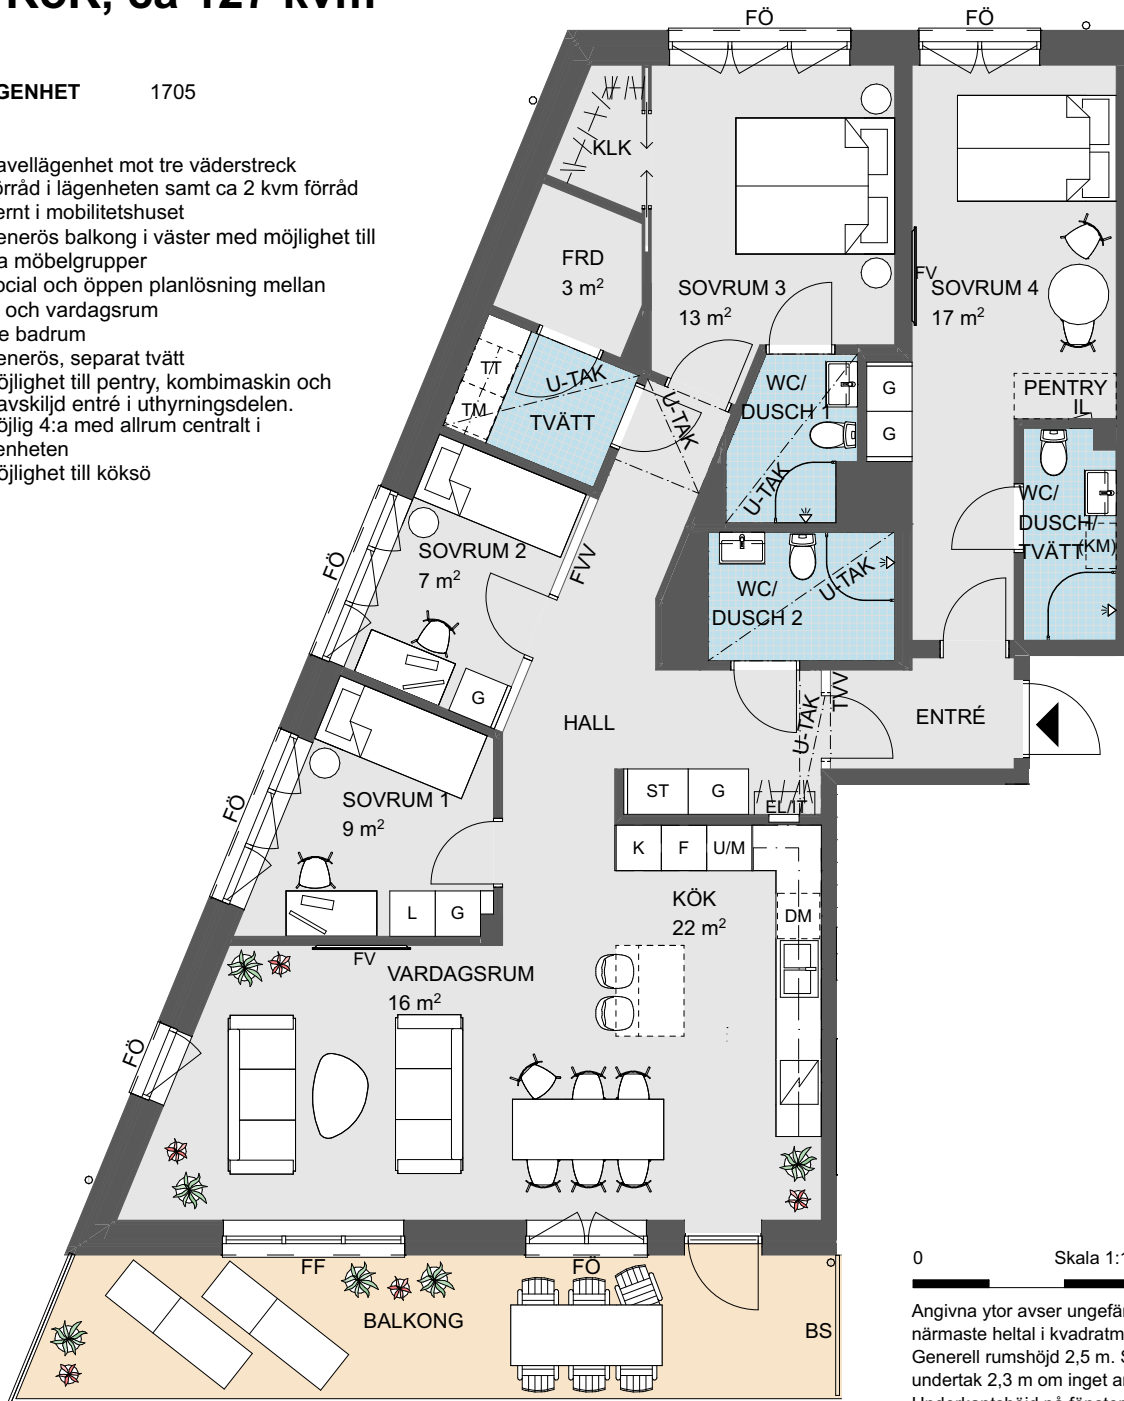 RoK, ca 127 kvm
GENHET 1705
avellägenhet mot tre väderstreck
örråd i lägenheten samt ca 2 kvm förråd
ernt i mobilitetshuset
enerös balkong i väster med möjlighet till
a möbelgrupper
ocial och öppen planlösning mellan
och vardagsrum
e badrum
enerös, separat tvätt
öjlighet till pentry, kombimaskin och
avskiljd entré i uthyrningsdelen.
öjlig 4:a med allrum centralt i
enheten
öjlighet till köksö
FÖ
FÖ
KLK
FRD
3 m²
SOVRUM 3
13 m²
FV
SOVRUM 4
17 m²
TT
TM
U-TAK
TVÄTT
U-TAK
WC/
DUSCH 1
U-TAK
G
G
PENTRY
IL
WC/
DUSCH/
TVÄTT
(KM)
FÖ
SOVRUM 2
7 m²
FVV
G
WC/
DUSCH 2
U-TAK
HALL
U-TAK
TVV
ENTRÉ
FÖ
SOVRUM 1
9 m²
L
G
ST
G
EL/IT
K
F
U/M
KÖK
22 m²
DM
FV
VARDAGSRUM
16 m²
FÖ
FF
FÖ
BALKONG
BS
0 Skala 1:1
Angivna ytor avser ungefär
närmaste heltal i kvadratm
Generell rumshöjd 2,5 m. S
undertak 2,3 m om inget an